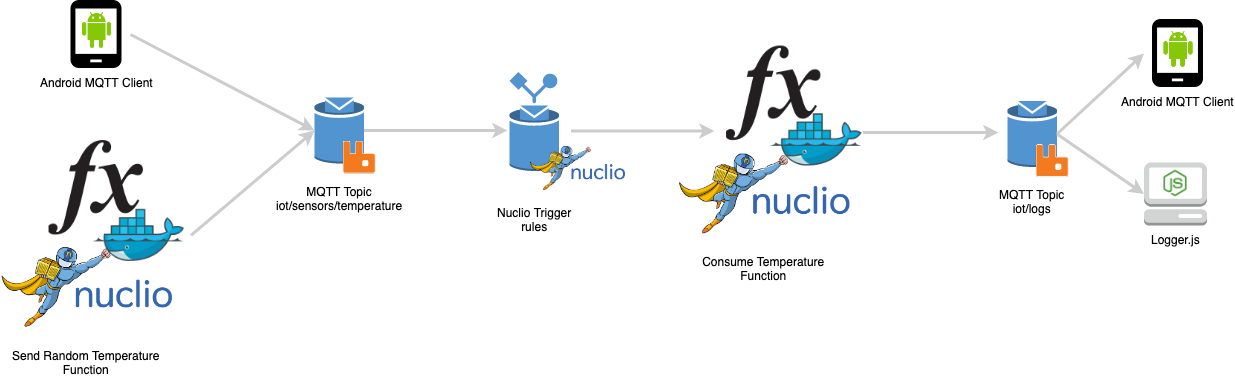 Android MQTT Client
fx
nuclio
Send Random Temperature
Function
MQTT Topic
iot/sensors/temperature
nuclio
Nuclio Trigger
rules
fx
nuclio
Consume Temperature
Function
MQTT Topic
iot/logs
Android MQTT Client
JS
Logger.js